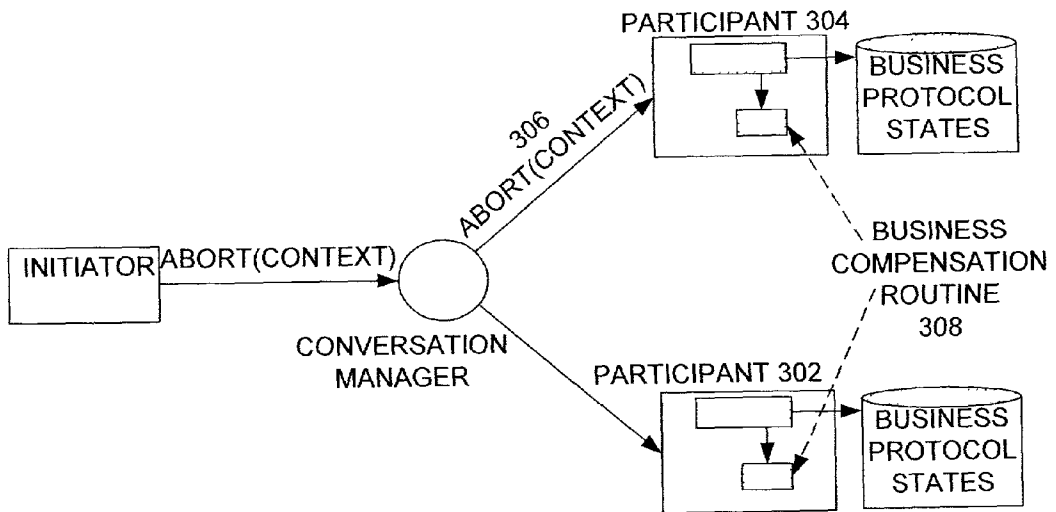 PARTICIPANT 304
BUSINESS
PROTOCOL
STATES
306
ABORT(CONTEXT)
INITIATOR
ABORT(CONTEXT)
CONVERSATION
MANAGER
BUSINESS
COMPENSATION
ROUTINE
308
PARTICIPANT 302
BUSINESS
PROTOCOL
STATES